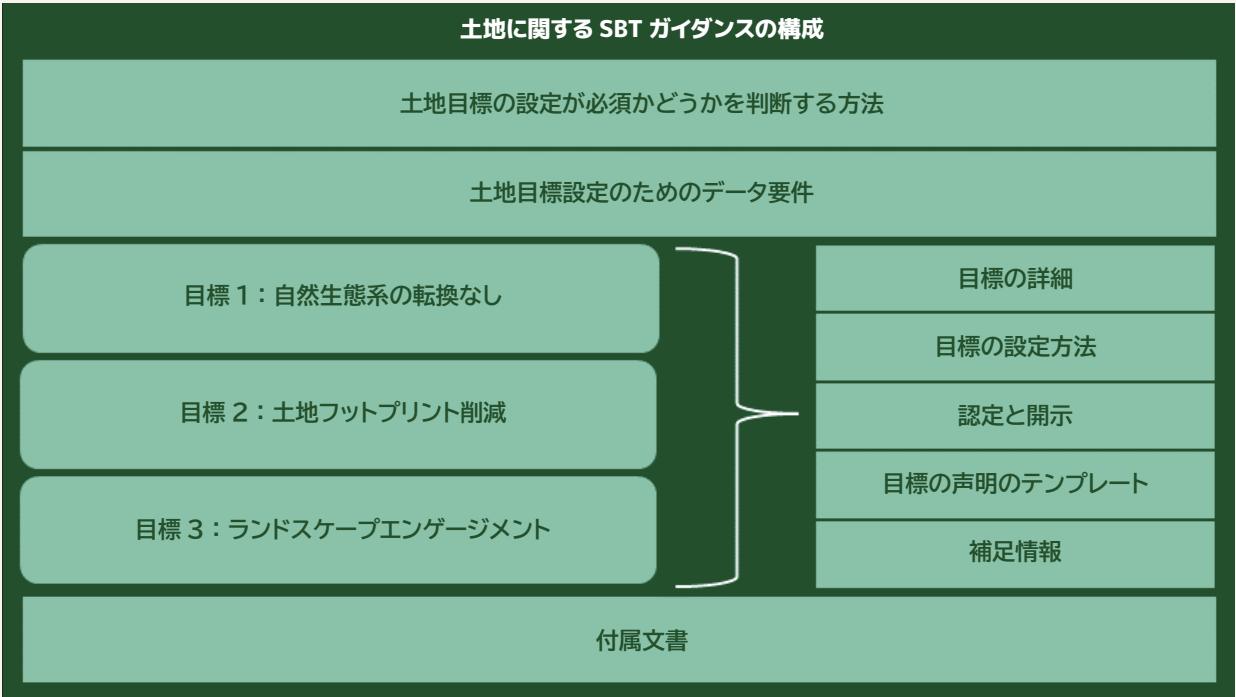 土地に関する SBT ガイダンスの構成
土地目標の設定が必須かどうかを判断する方法
土地目標設定のためのデータ要件
目標 1：自然生態系の転換なし
目標 2：土地フットプリント削減
目標 3：ランドスケープエンゲージメント
目標の詳細
目標の設定方法
認定と開示
目標の声明のテンプレート
補足情報
付属文書